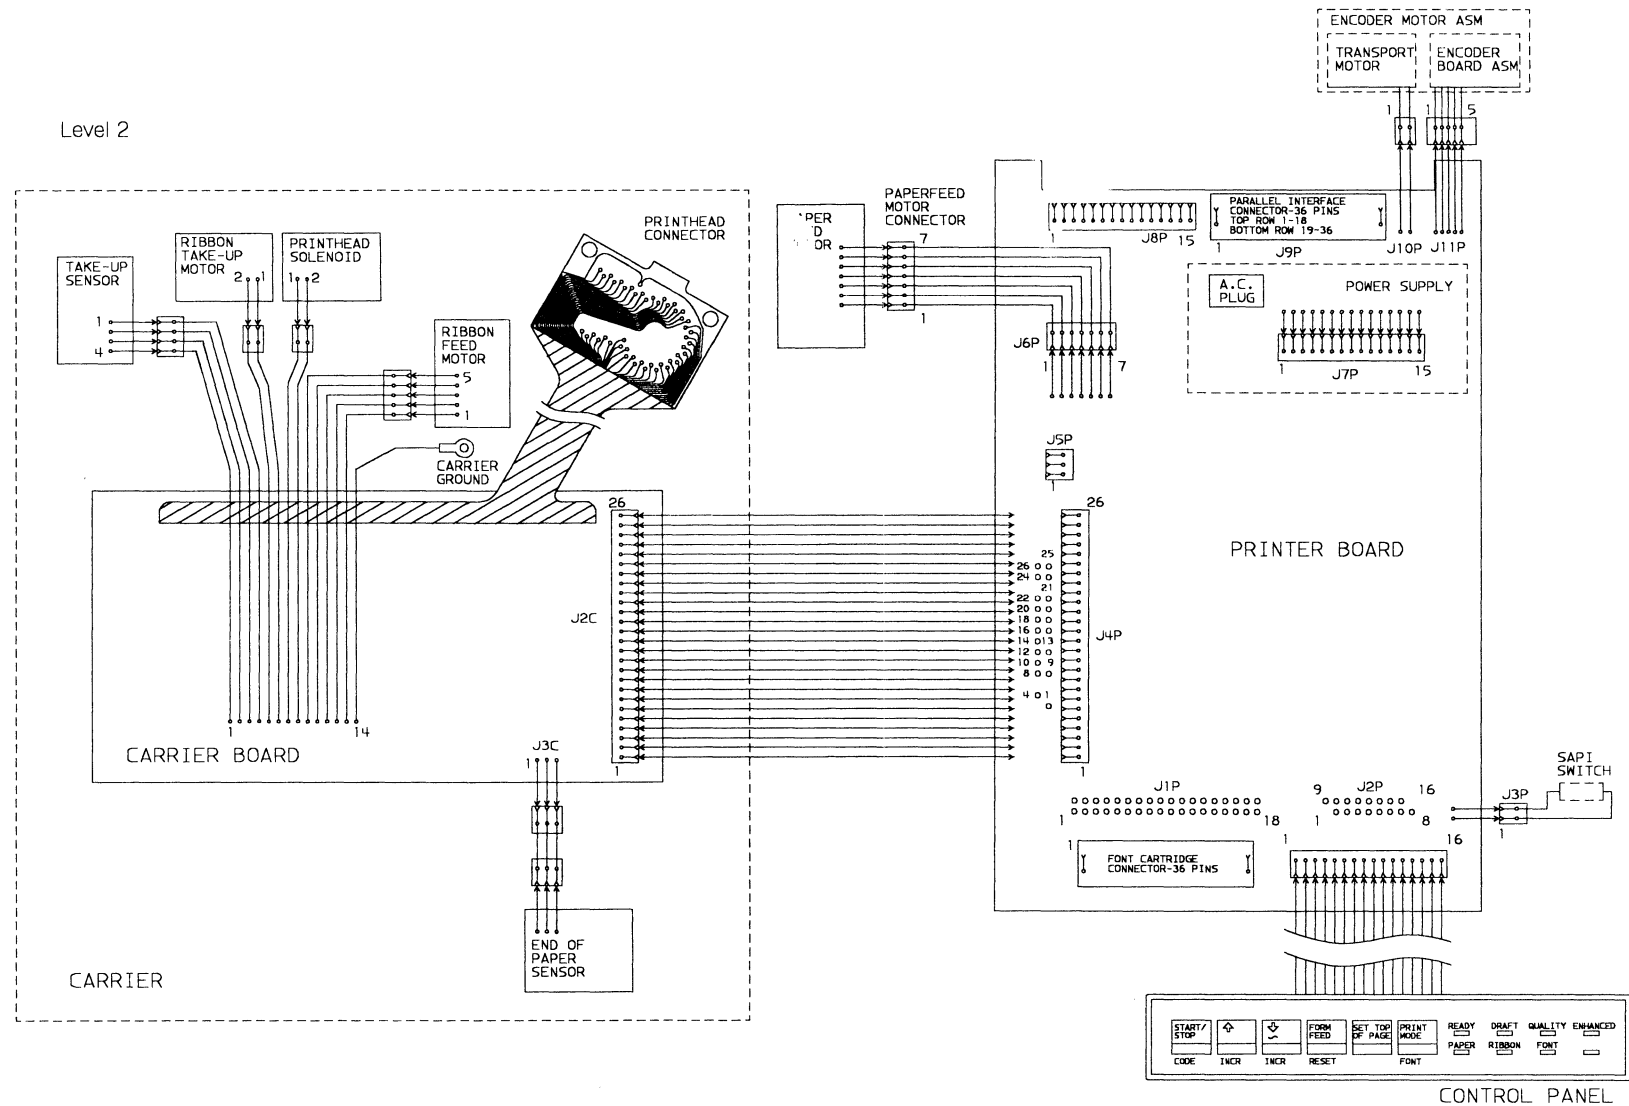 ENCODER MOTOR ASM
TRANSPORT
MOTOR
ENCODER
BOARD ASM
1
1
5
Level 2
PAPERFEED
MOTOR
CONNECTOR
7
1
PRINTHEAD
CONNECTOR
RIBBON
TAKE-UP
MOTOR
2
1
PRINTHEAD
SOLENOID
1
2
TAKE-UP
SENSOR
1
4
RIBBON
FEED
MOTOR
5
1
CARRIER
GROUND
1
J8P
15
PARALLEL INTERFACE
CONNECTOR-36 PINS
TOP ROW 1-18
BOTTOM ROW 19-36
1
J9P
J10P
J11P
A.C.
PLUG
POWER SUPPLY
1
J7P
15
J6P
1
7
J5P
1
26
26
J2C
J4P
25
26
24
21
22
20
18
16
14
13
12
10
9
8
4
1
1
1
PRINTER BOARD
1
14
CARRIER BOARD
J3C
1
END OF
PAPER
SENSOR
CARRIER
J1P
1
18
9
J2P
16
1
8
SAPI
SWITCH
J3P
1
1
16
1
FONT CARTRIDGE
CONNECTOR-36 PINS
START/
STOP
FORM
FEED
SET TOP
OF PAGE
PRINT
MODE
CODE
INCR
INCR
RESET
FONT
READY
DRAFT
QUALITY
ENHANCED
PAPER
RIBBON
FONT
CONTROL PANEL